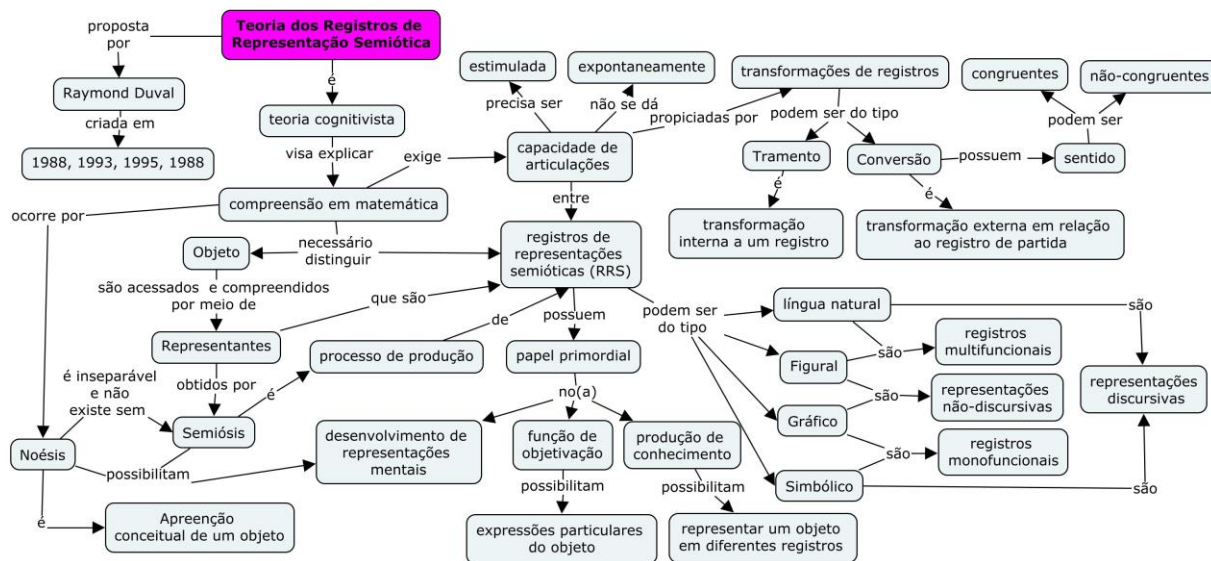 Teoria dos Registros de
Representação Semiótica
proposta
por
Raymond Duval
criada em
1988, 1993, 1995, 1988
é
teoria cognitivista
visa explicar
compreensão em matemática
exige
capacidade de
articulações
precisa ser
estimulada
não se dá
expontaneamente
propiciadas por
transformações de registros
podem ser do tipo
Tramento
é
transformação
interna a um registro
Conversão
é
transformação externa em relação
ao registro de partida
possuem
sentido
podem ser
congruentes
não-congruentes
entre
registros de
representações
semióticas (RRS)
necessário
distinguir
Objeto
são acessados e compreendidos
por meio de
Representantes
que são
obtidos por
Semiósis
é
processo de produção
de
ocorre por
Noésis
é inseparável
e não
existe sem
possibilitam
desenvolvimento de
representações
mentais
é
Apreenção
conceitual de um objeto
possuem
papel primordial
no(a)
função de
objetivação
possibilitam
expressões particulares
do objeto
produção de
conhecimento
possibilitam
representar um objeto
em diferentes registros
podem ser
do tipo
língua natural
Figural
Gráfico
Simbólico
são
registros
multifuncionais
são
representações
não-discursivas
são
registros
monofuncionais
são
representações
discursivas
são